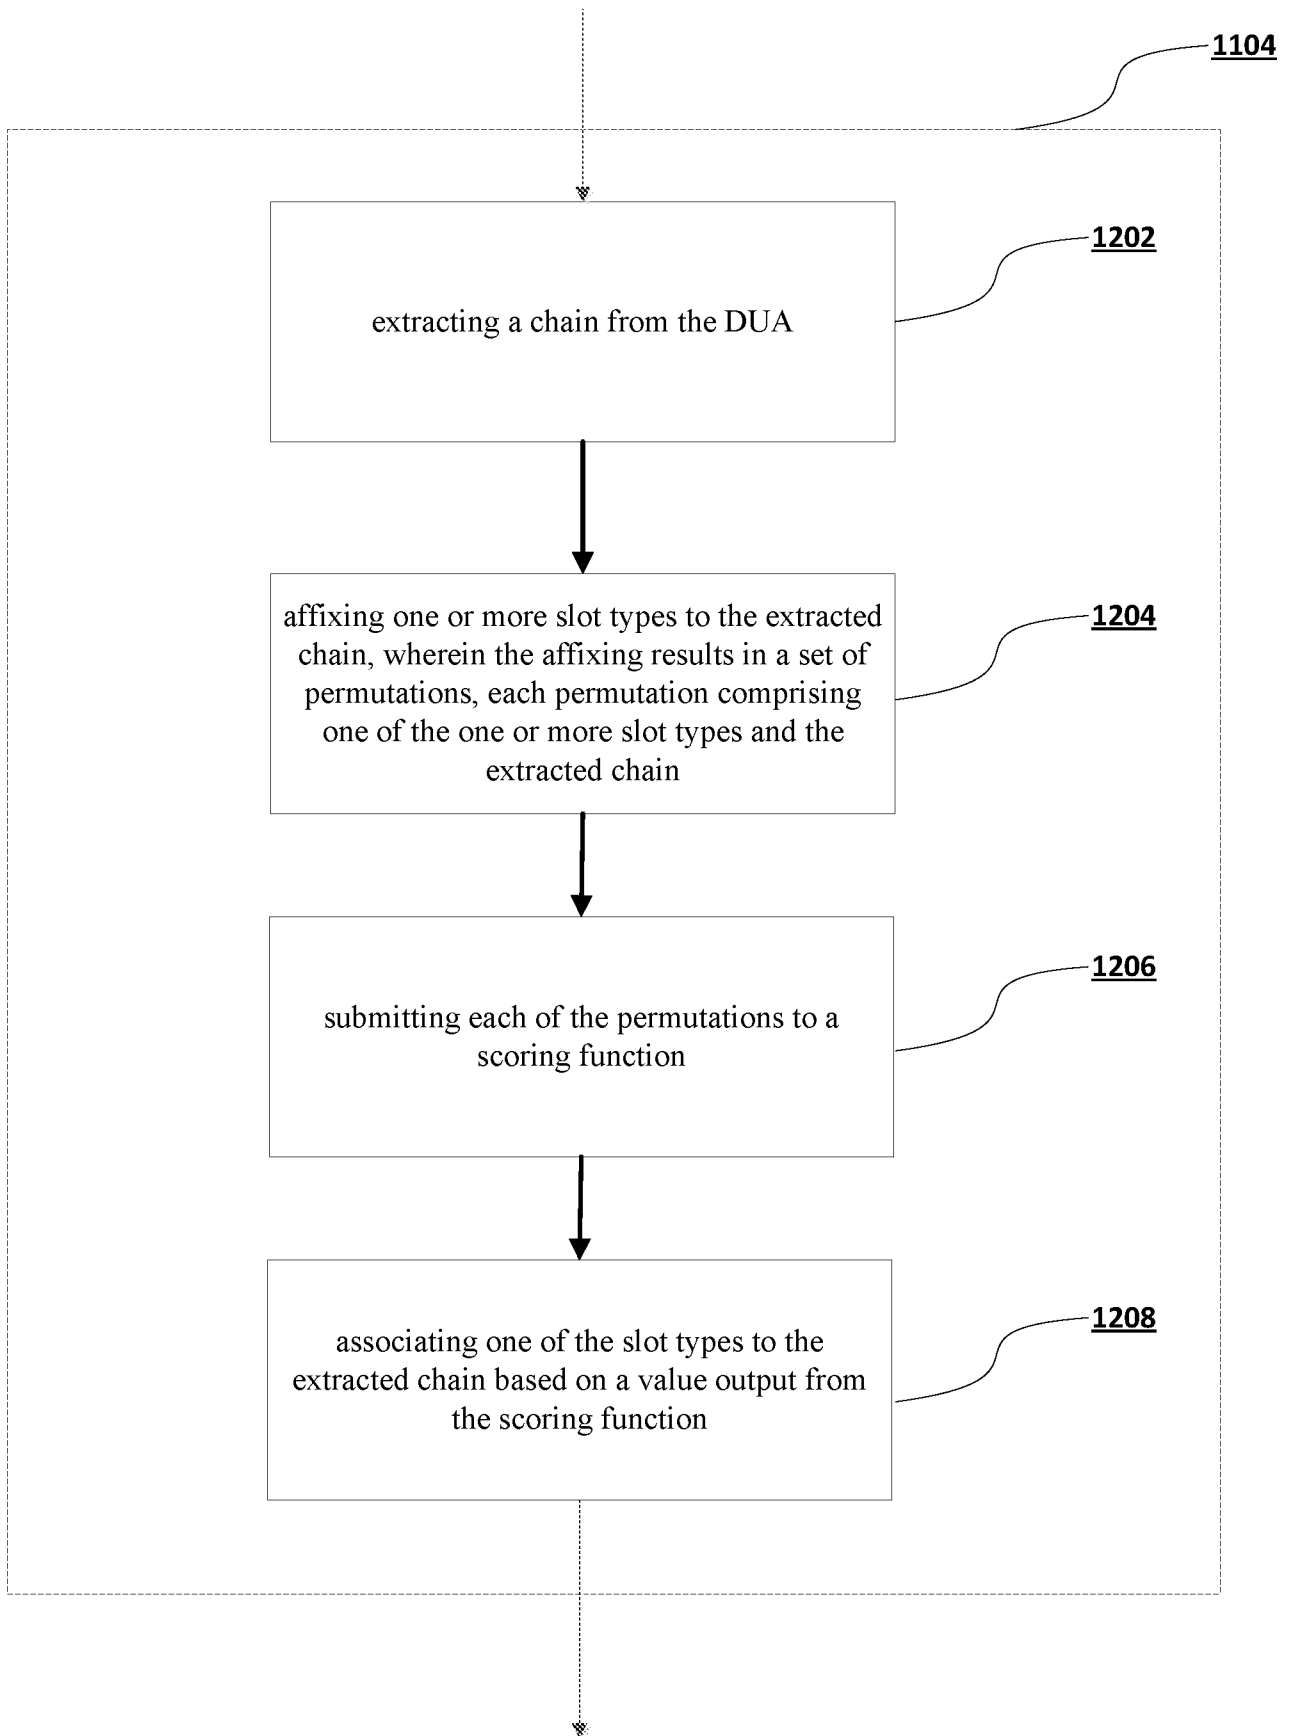 1104
1202
extracting a chain from the DUA
affixing one or more slot types to the extracted
chain, wherein the affixing results in a set of
permutations, each permutation comprising
one of the one or more slot types and the
extracted chain
1204
1206
submitting each of the permutations to a
scoring function
1208
associating one of the slot types to the
extracted chain based on a value output from
the scoring function